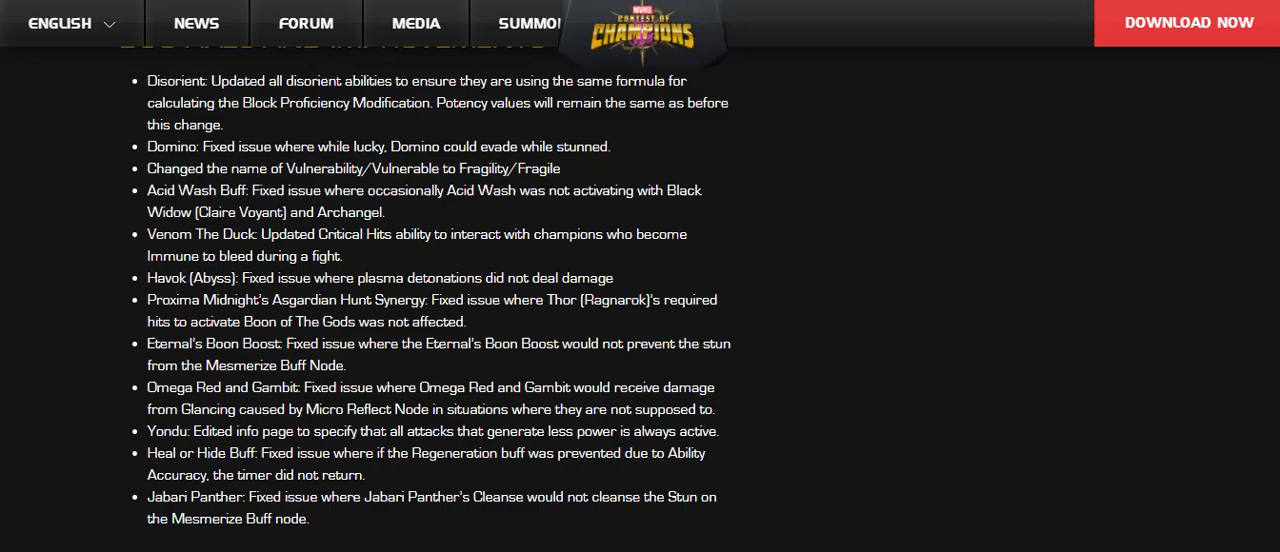 ENGLISH NEWS FORUM MEDIA SUMMO
MARVEL
CONTEST OF
CHAMPIONS
DOWNLOAD NOW
• Disorient: Updated all disorient abilities to ensure they are using the same formula for
calculating the Block Proficiency Modification. Potency values will remain the same as before
this change.
• Domino: Fixed issue where while lucky, Domino could evade while stunned.
• Changed the name of Vulnerability/Vulnerable to Fragility/Fragile
• Acid Wash Buff: Fixed issue where occasionally Acid Wash was not activating with Black
Widow (Claire Voyant) and Archangel.
• Venom The Duck: Updated Critical Hits ability to interact with champions who become
Immune to bleed during a fight.
• Havok (Abyss): Fixed issue where plasma detonations did not deal damage
• Proxima Midnight's Asgardian Hunt Synergy: Fixed issue where Thor (Ragnarok)'s required
hits to activate Boon of The Gods was not affected.
• Eternal's Boon Boost: Fixed issue where the Eternal's Boon Boost would not prevent the stun
from the Mesmerize Buff Node.
• Omega Red and Gambit: Fixed issue where Omega Red and Gambit would receive damage
from Glancing caused by Micro Reflect Node in situations where they are not supposed to.
• Yondu: Edited info page to specify that all attacks that generate less power is always active.
• Heal or Hide Buff: Fixed issue where if the Regeneration buff was prevented due to Ability
Accuracy, the timer did not return.
• Jabari Panther: Fixed issue where Jabari Panther's Cleanse would not cleanse the Stun on
the Mesmerize Buff node.